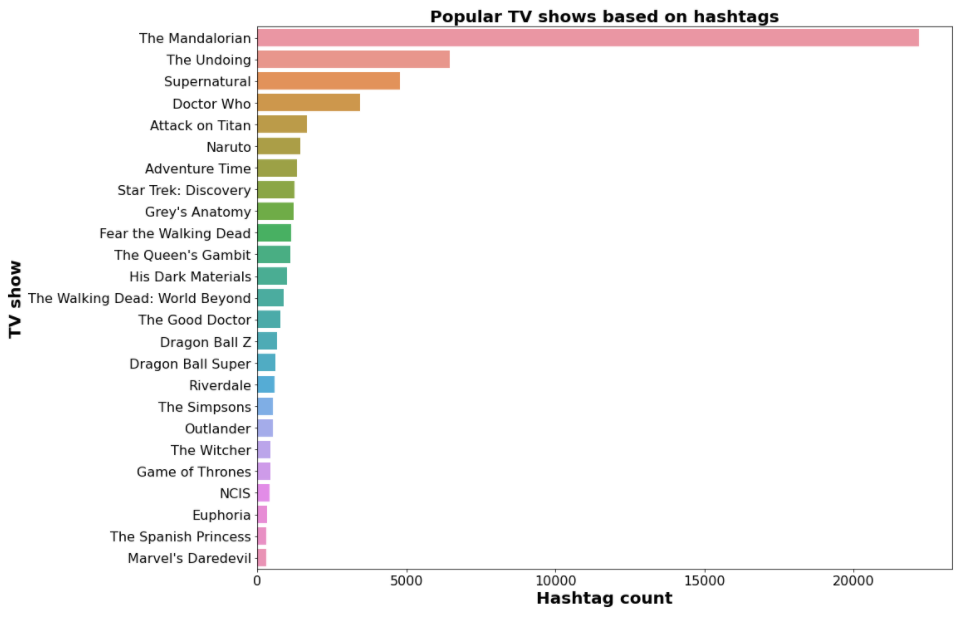 Popular TV shows based on hashtags
The Mandalorian
The Undoing
Supernatural
Doctor Who
Attack on Titan
Naruto
Adventure Time
Star Trek: Discovery
Grey's Anatomy
Fear the Walking Dead
The Queen's Gambit
His Dark Materials
The Walking Dead: World Beyond
The Good Doctor
Dragon Ball Z
Dragon Ball Super
Riverdale
The Simpsons
Outlander
The Witcher
Game of Thrones
NCIS
Euphoria
The Spanish Princess
Marvel's Daredevil
TV show
0 5000 10000 15000 20000
Hashtag count